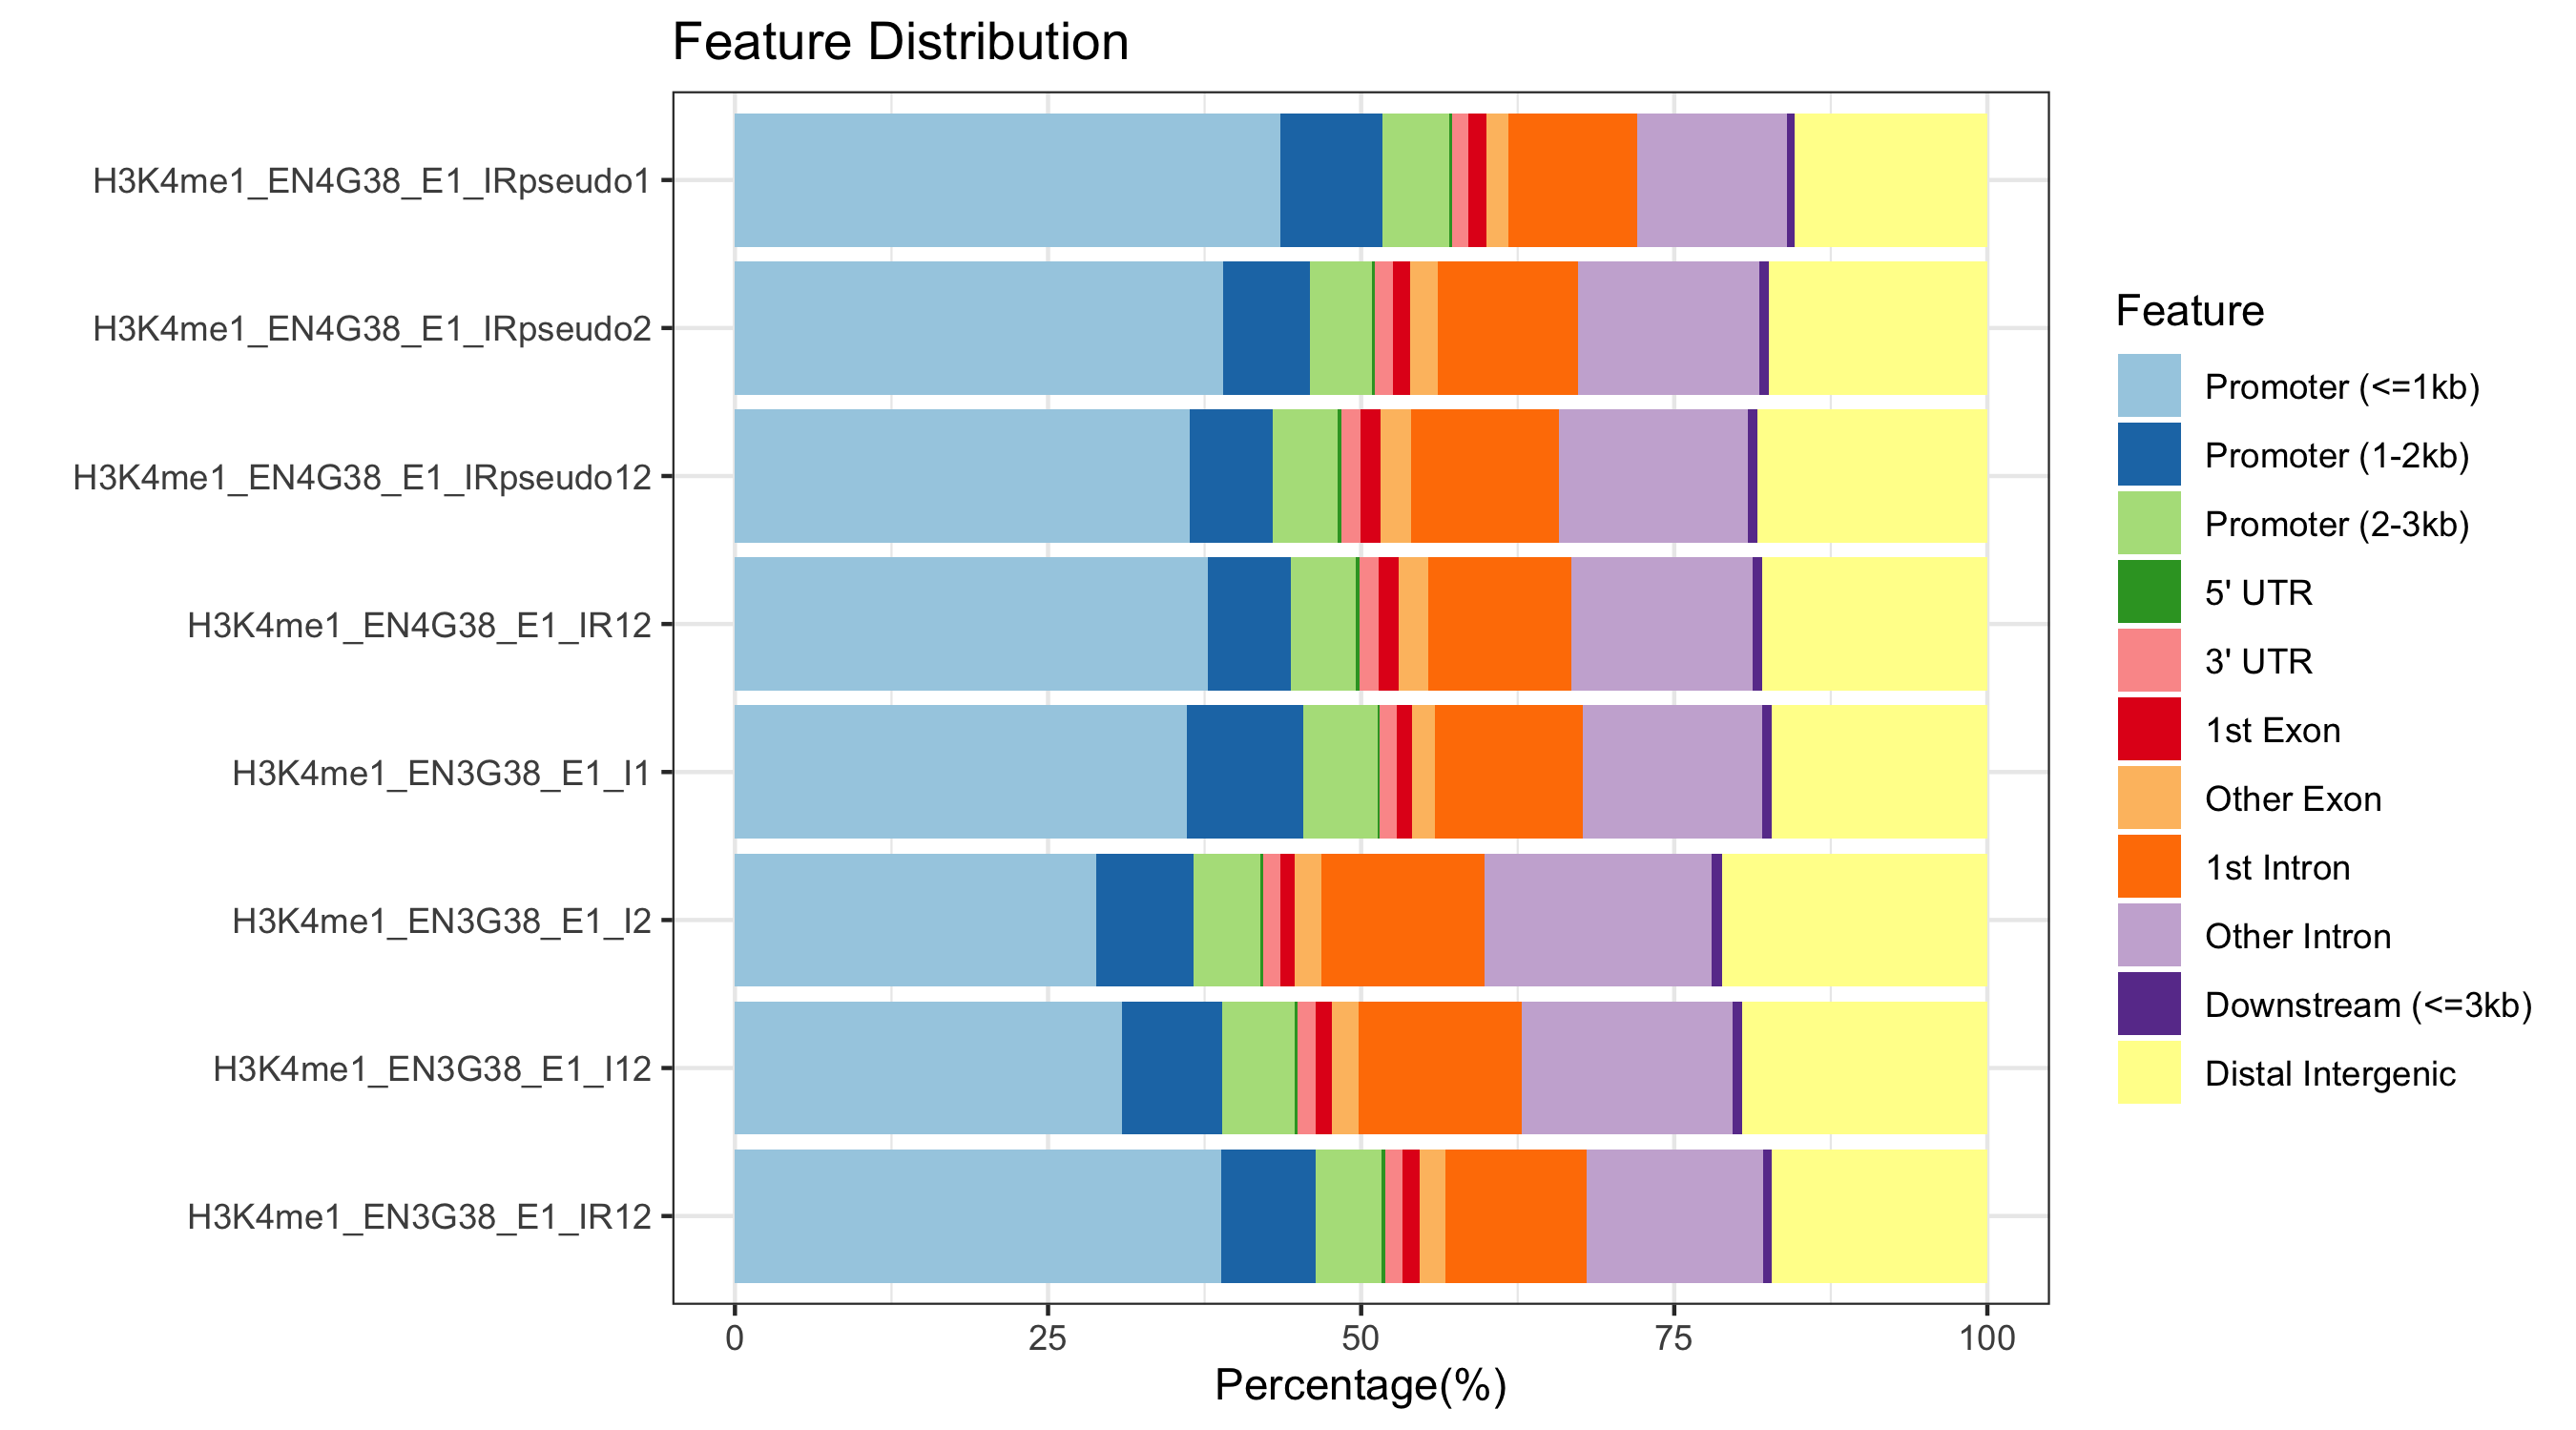 Feature Distribution
H3K4me1_EN4G38_E1_IRpseudo1
H3K4me1_EN4G38_E1_IRpseudo2
H3K4me1_EN4G38_E1_IRpseudo12
H3K4me1_EN4G38_E1_IR12
H3K4me1_EN3G38_E1_I1
H3K4me1_EN3G38_E1_I2
H3K4me1_EN3G38_E1_I12
H3K4me1_EN3G38_E1_IR12
0 25 50 75 100
Percentage(%)
Feature
Promoter (<=1kb)
Promoter (1-2kb)
Promoter (2-3kb)
5' UTR
3' UTR
1st Exon
Other Exon
1st Intron
Other Intron
Downstream (<=3kb)
Distal Intergenic